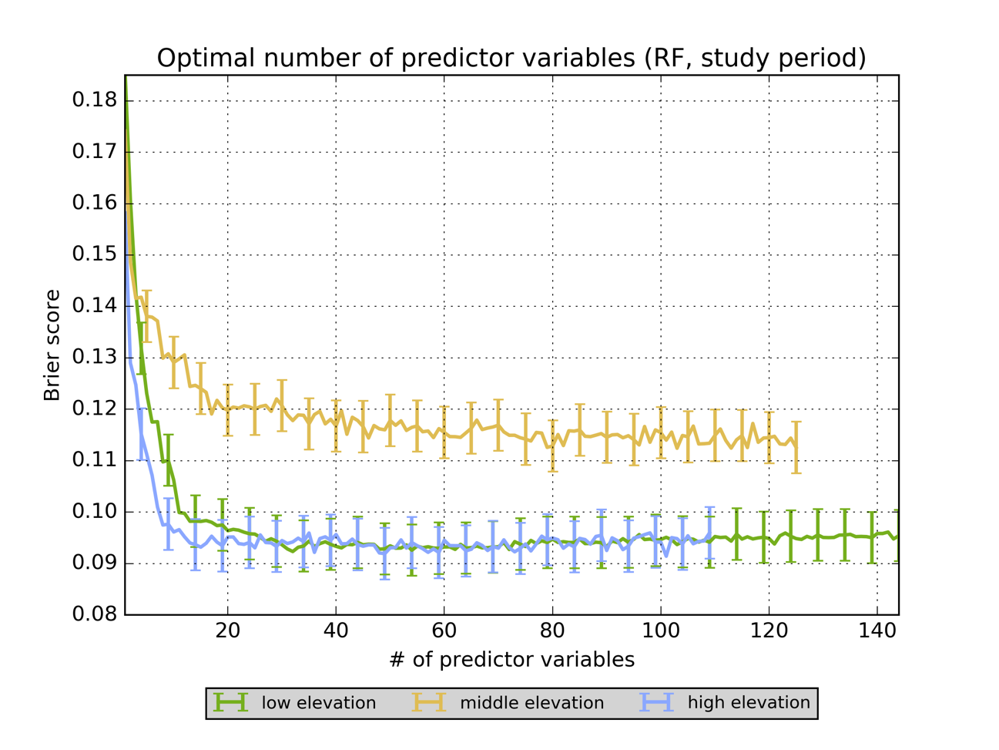 Optimal number of predictor variables (RF, study period)
0.18
0.17
0.16
0.15
0.14
0.13
0.12
0.11
0.10
0.09
0.08
Brier score
20 40 60 80 100 120 140
# of predictor variables
low elevation middle elevation high elevation